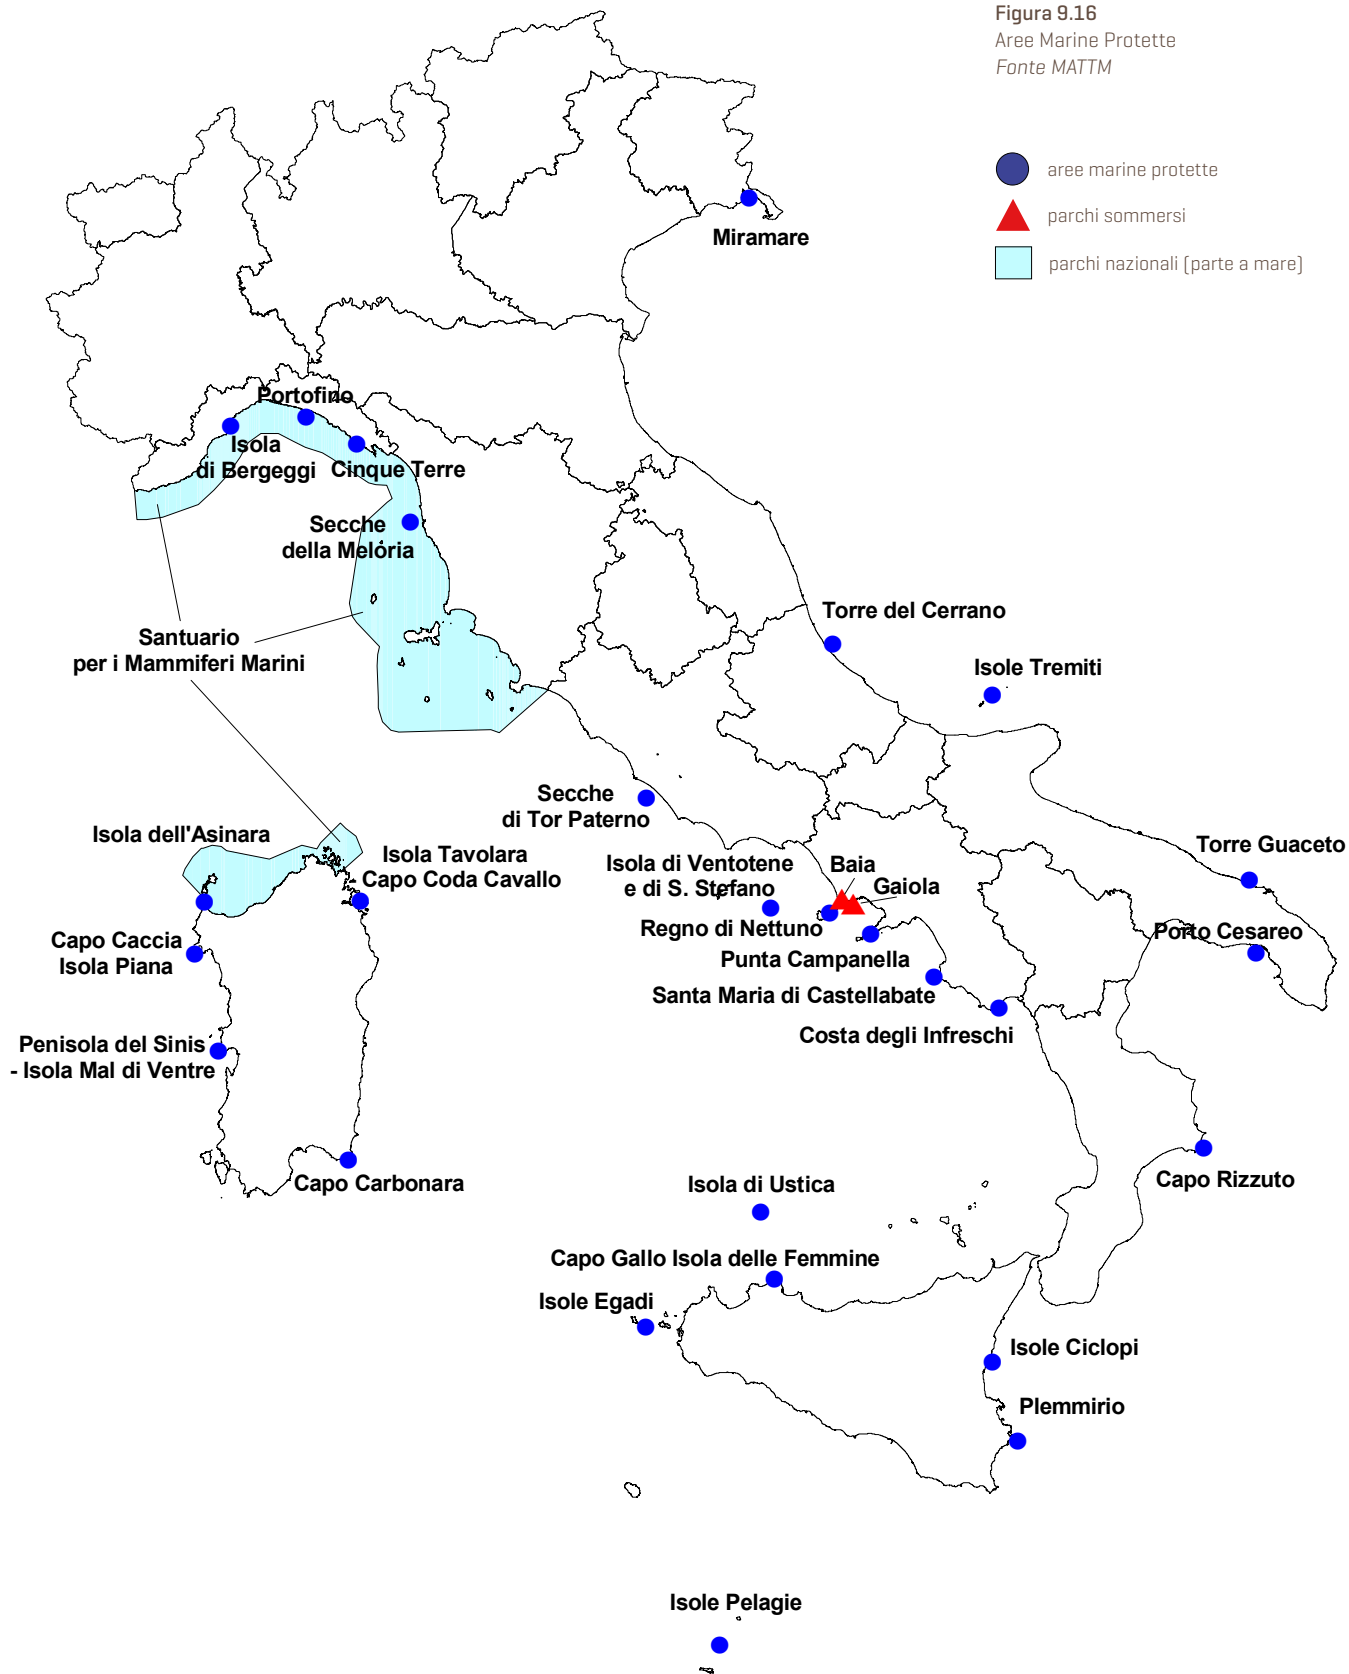 Figura 9.16
Aree Marine Protette
Fonte MATTM
aree marine protette
parchi sommersi
parchi nazionali (parte a mare)
Miramare
Portofino
Isola
di Bergeggi
Cinque Terre
Secche
della Meloria
Santuario
per i Mammiferi Marini
Torre del Cerrano
Isole Tremiti
Secche
di Tor Paterno
Isola dell'Asinara
Isola Tavolara
Capo Coda Cavallo
Isola di Ventotene
e di S. Stefano
Baia
Gaiola
Torre Guaceto
Regno di Nettuno
Porto Cesareo
Capo Caccia
Isola Piana
Punta Campanella
Santa Maria di Castellabate
Costa degli Infreschi
Penisola del Sinis
- Isola Mal di Ventre
Capo Carbonara
Isola di Ustica
Capo Rizzuto
Capo Gallo Isola delle Femmine
Isole Egadi
Isole Ciclopi
Plemmirio
Isole Pelagie